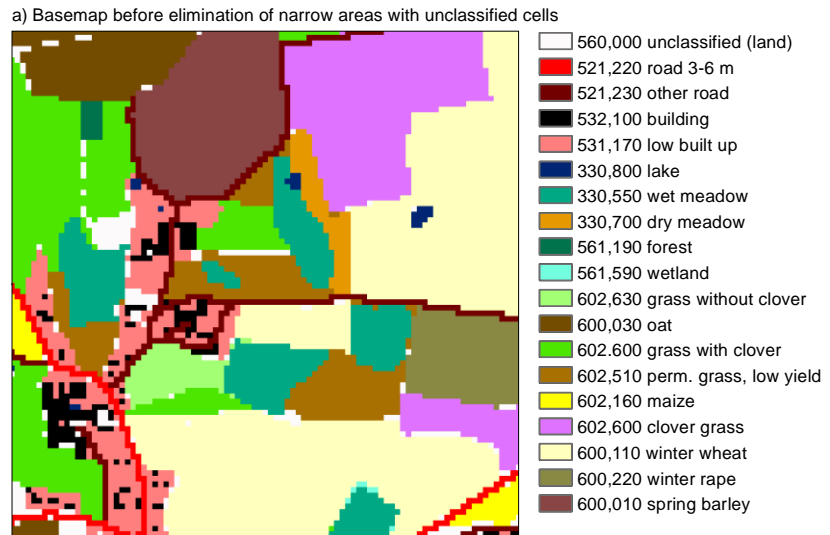 a) Basemap before elimination of narrow areas with unclassified cells
560,000 unclassified (land)
521,220 road 3-6 m
521,230 other road
532,100 building
531,170 low built up
330,800 lake
330,550 wet meadow
330,700 dry meadow
561,190 forest
561,590 wetland
602,630 grass without clover
600,030 oat
602.600 grass with clover
602,510 perm. grass, low yield
602,160 maize
602,600 clover grass
600,110 winter wheat
600,220 winter rape
600,010 spring barley